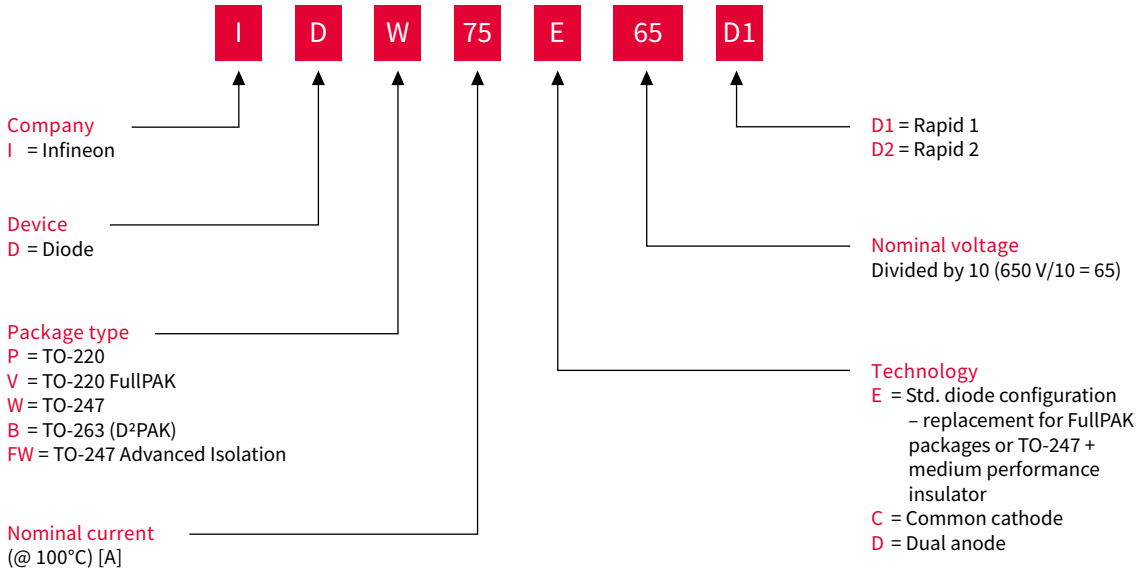 I D W 75 E 65 D1
Company
I = Infineon
Device
D = Diode
Package type
P = TO-220
V = TO-220 FullPAK
W = TO-247
B = TO-263 (D²PAK)
FW = TO-247 Advanced Isolation
Nominal current
(@ 100°C) [A]
D1 = Rapid 1
D2 = Rapid 2
Nominal voltage
Divided by 10 (650 V/10 = 65)
Technology
E = Std. diode configuration
– replacement for FullPAK
packages or TO-247 +
medium performance
insulator
C = Common cathode
D = Dual anode